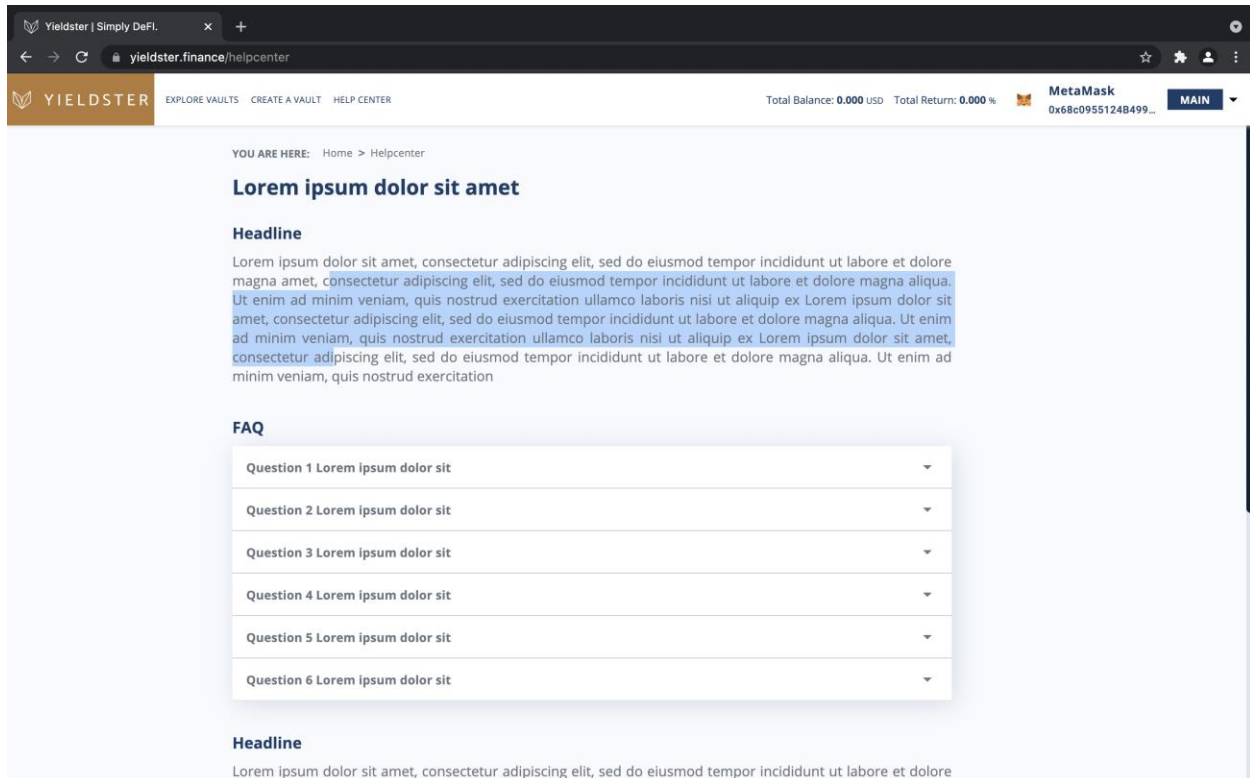 Yieldster | Simply DeFI.
yieldster.finance/helpcenter
YIELDSTER EXPLORE VAULTS CREATE A VAULT HELP CENTER Total Balance: 0.000 USD Total Return: 0.000 % MetaMask MAIN
0x68c0955124B499...
YOU ARE HERE: Home > Helpcenter
Lorem ipsum dolor sit amet
Headline
Lorem ipsum dolor sit amet, consectetur adipiscing elit, sed do eiusmod tempor incididunt ut labore et dolore
magna amet, consectetur adipiscing elit, sed do eiusmod tempor incididunt ut labore et dolore magna aliqua.
Ut enim ad minim veniam, quis nostrud exercitation ullamco laboris nisi ut aliquip ex Lorem ipsum dolor sit
amet, consectetur adipiscing elit, sed do eiusmod tempor incididunt ut labore et dolore magna aliqua. Ut enim
ad minim veniam, quis nostrud exercitation ullamco laboris nisi ut aliquip ex Lorem ipsum dolor sit amet,
consectetur adipiscing elit, sed do eiusmod tempor incididunt ut labore et dolore magna aliqua. Ut enim ad
minim veniam, quis nostrud exercitation
FAQ
Question 1 Lorem ipsum dolor sit
Question 2 Lorem ipsum dolor sit
Question 3 Lorem ipsum dolor sit
Question 4 Lorem ipsum dolor sit
Question 5 Lorem ipsum dolor sit
Question 6 Lorem ipsum dolor sit
Headline
Lorem ipsum dolor sit amet, consectetur adipiscing elit, sed do eiusmod tempor incididunt ut labore et dolore